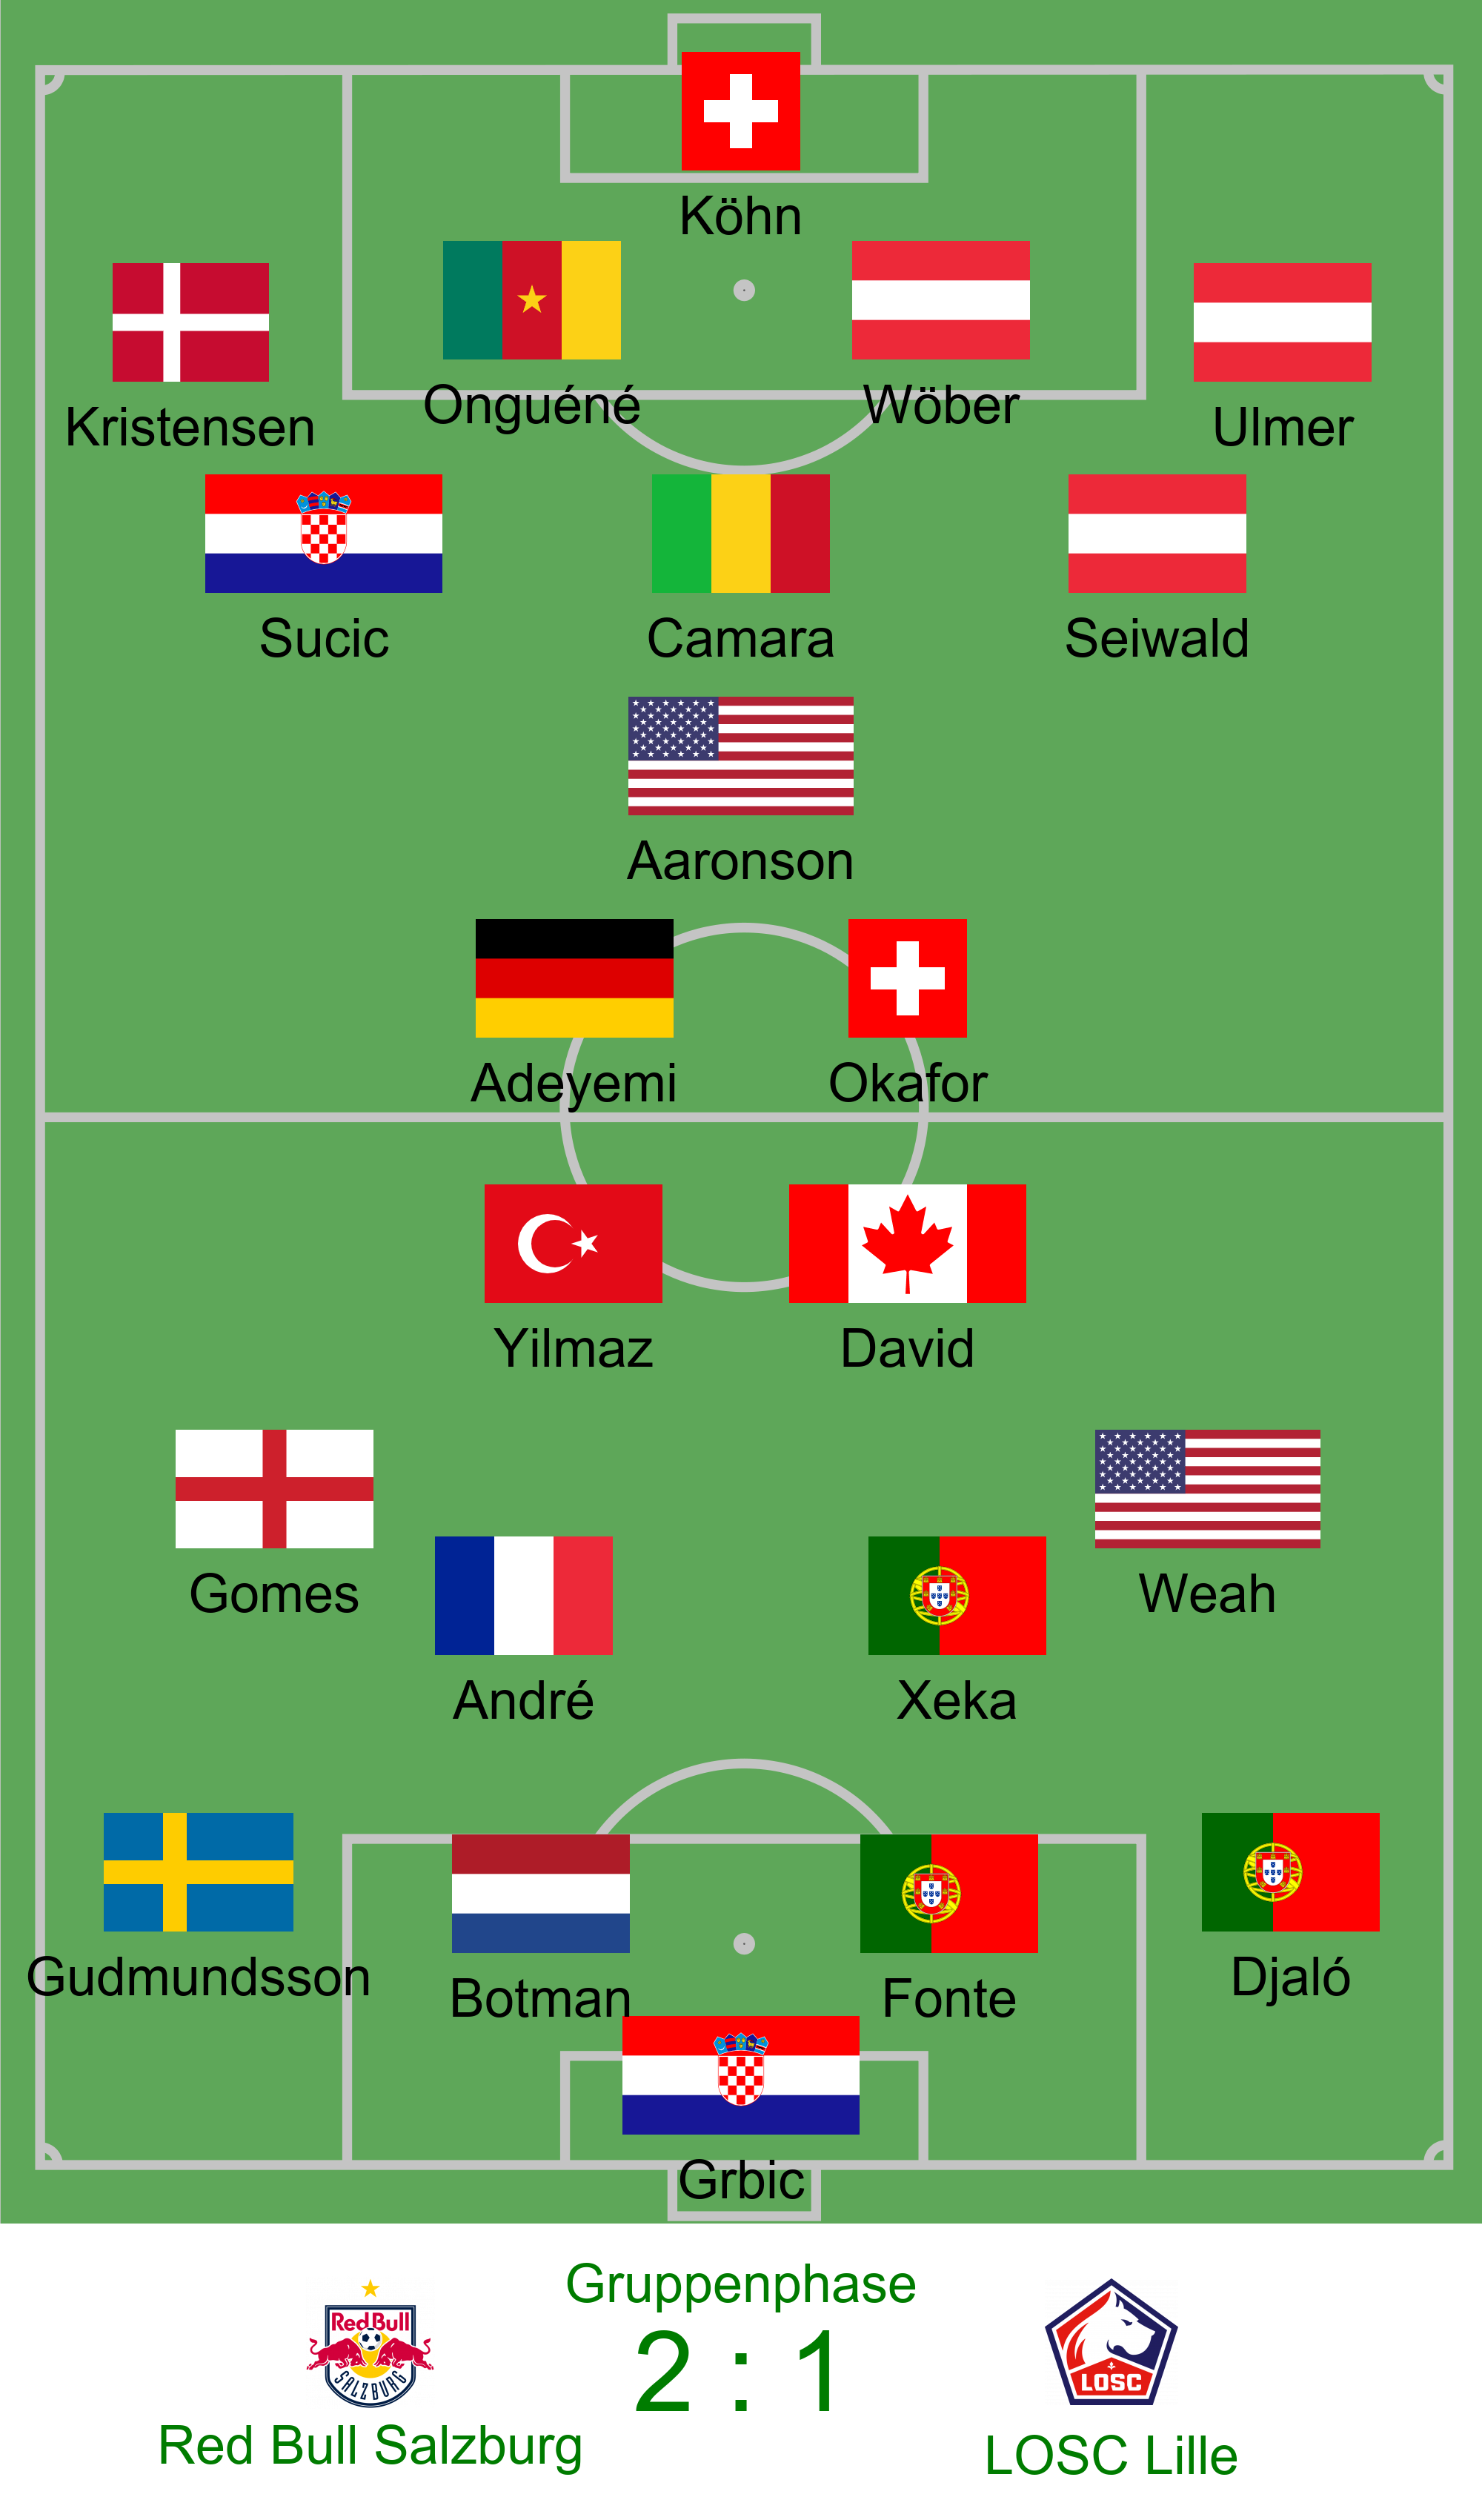 Köhn
Onguéné Wöber
Kristensen Ulmer
Sucic Camara Seiwald
Aaronson
Adeyemi Okafor
Yilmaz David
Gomes Weah
André Xeka
Gudmundsson Djaló
Botman Fonte
Grbic
Gruppenphase
2 : 1
Red Bull
SALZBURG
LOSC
Red Bull Salzburg LOSC Lille